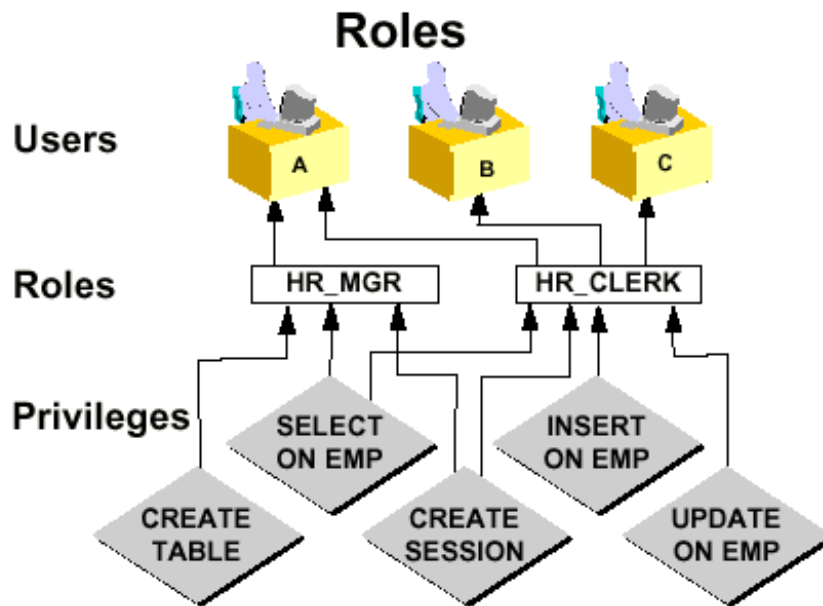 Roles
Users
A
B
C
Roles
HR_MGR
HR_CLERK
Privileges
SELECT
ON EMP
INSERT
ON EMP
CREATE
TABLE
CREATE
SESSION
UPDATE
ON EMP